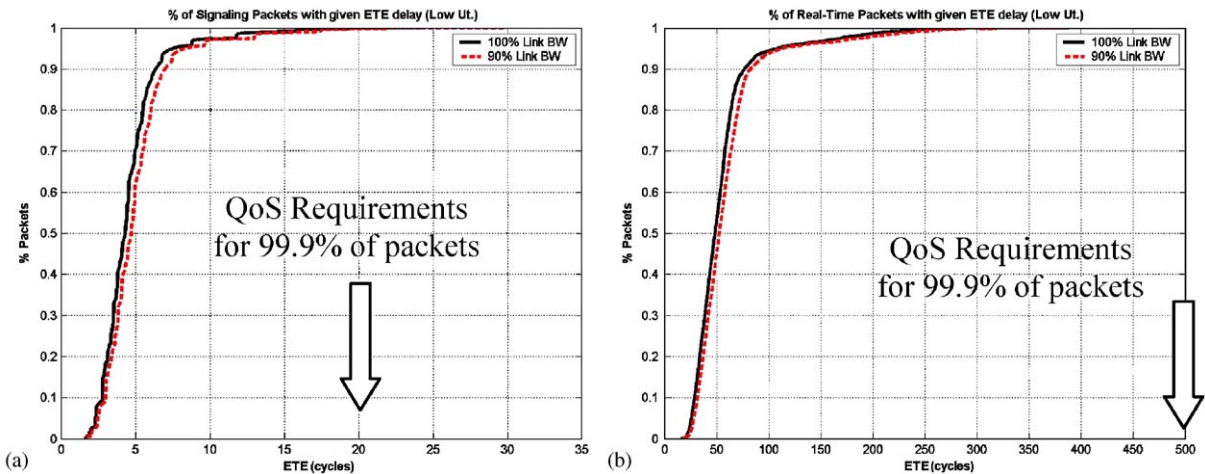 % of Signaling Packets with given ETE delay (Low Ut.)
100% Link BW
90% Link BW
1
0.9
0.8
0.7
0.6
0.5
0.4
0.3
0.2
0.1
0
% Packets
QoS Requirements
for 99.9% of packets
0 5 10 15 20 25 30 35
ETE (cycles)
(a)
% of Real-Time Packets with given ETE delay (Low Ut.)
100% Link BW
90% Link BW
1
0.9
0.8
0.7
0.6
0.5
0.4
0.3
0.2
0.1
0
% Packets
QoS Requirements
for 99.9% of packets
0 50 100 150 200 250 300 350 400 450 500
ETE (cycles)
(b)